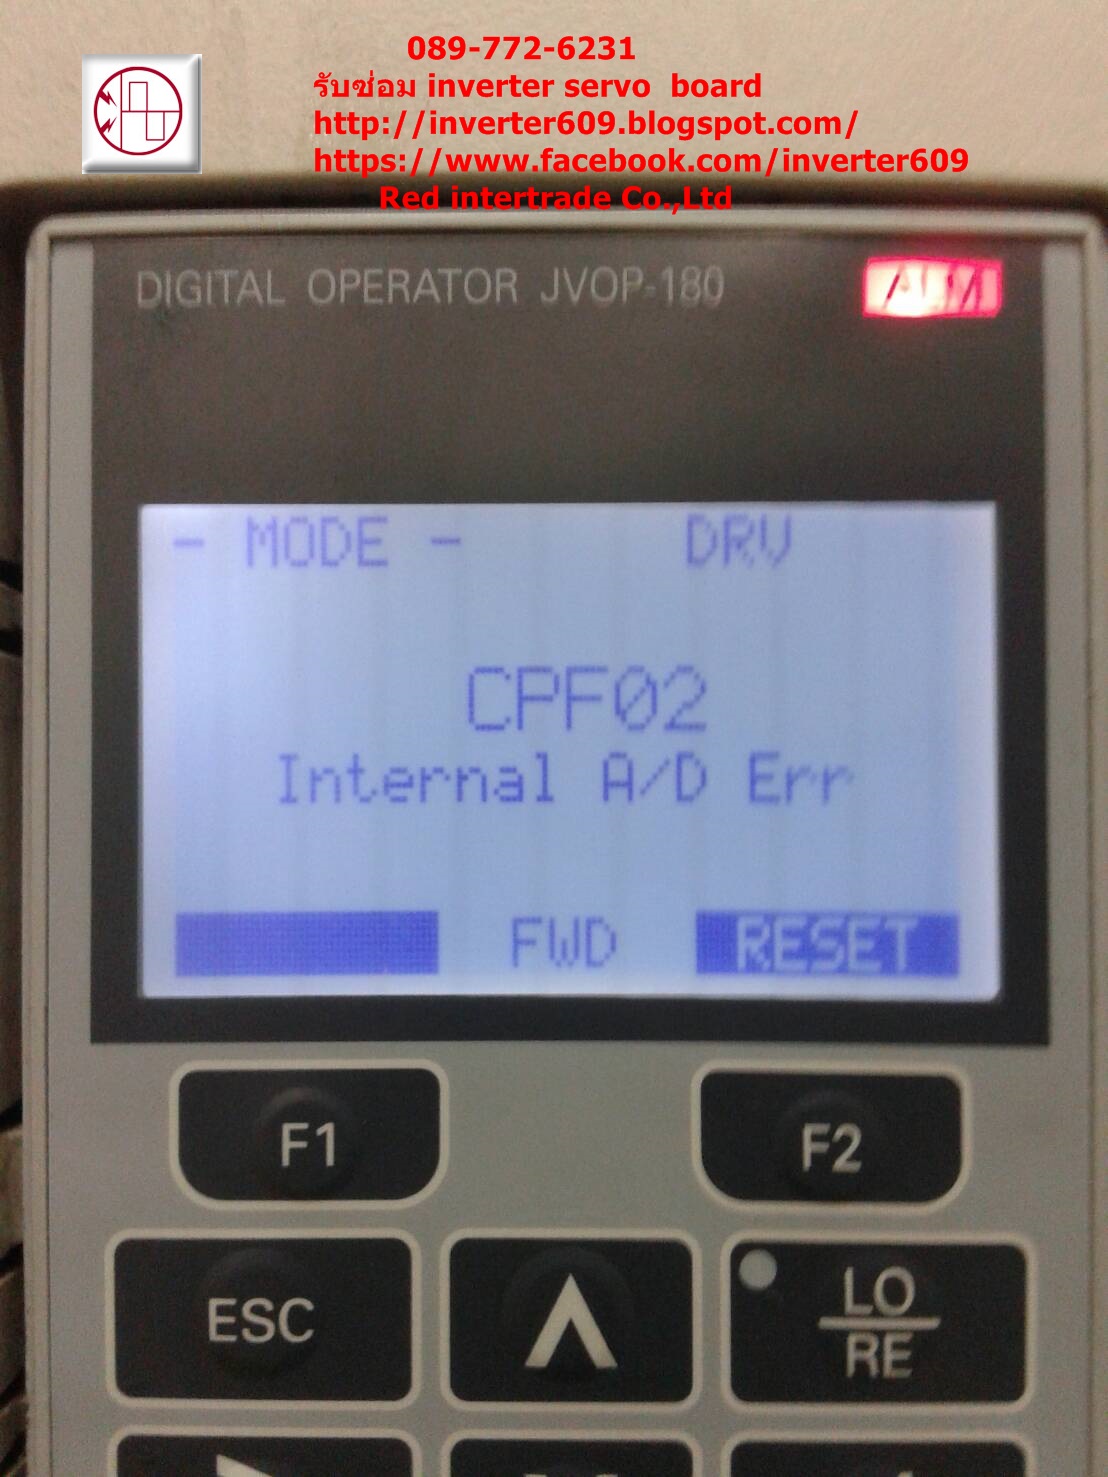 089-772-6231
รับซ่อม inverter servo board
http://inverter609.blogspot.com/
https://www.facebook.com/inverter609
Red intertrade Co.,Ltd
DIGITAL OPERATOR JVOP-180 ALM
- MODE - DRV
CPF02
Internal A/D Err
FWD RESET
F1 F2
ESC LO
RE